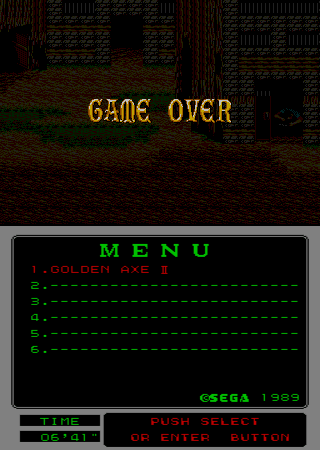 GAME OVER
MENU
1.GOLDEN AXE II
2.------------------------
3.------------------------
4.------------------------
5.------------------------
6.------------------------
©SEGA 1989
TIME
06'41"
PUSH SELECT
OR ENTER BUTTON